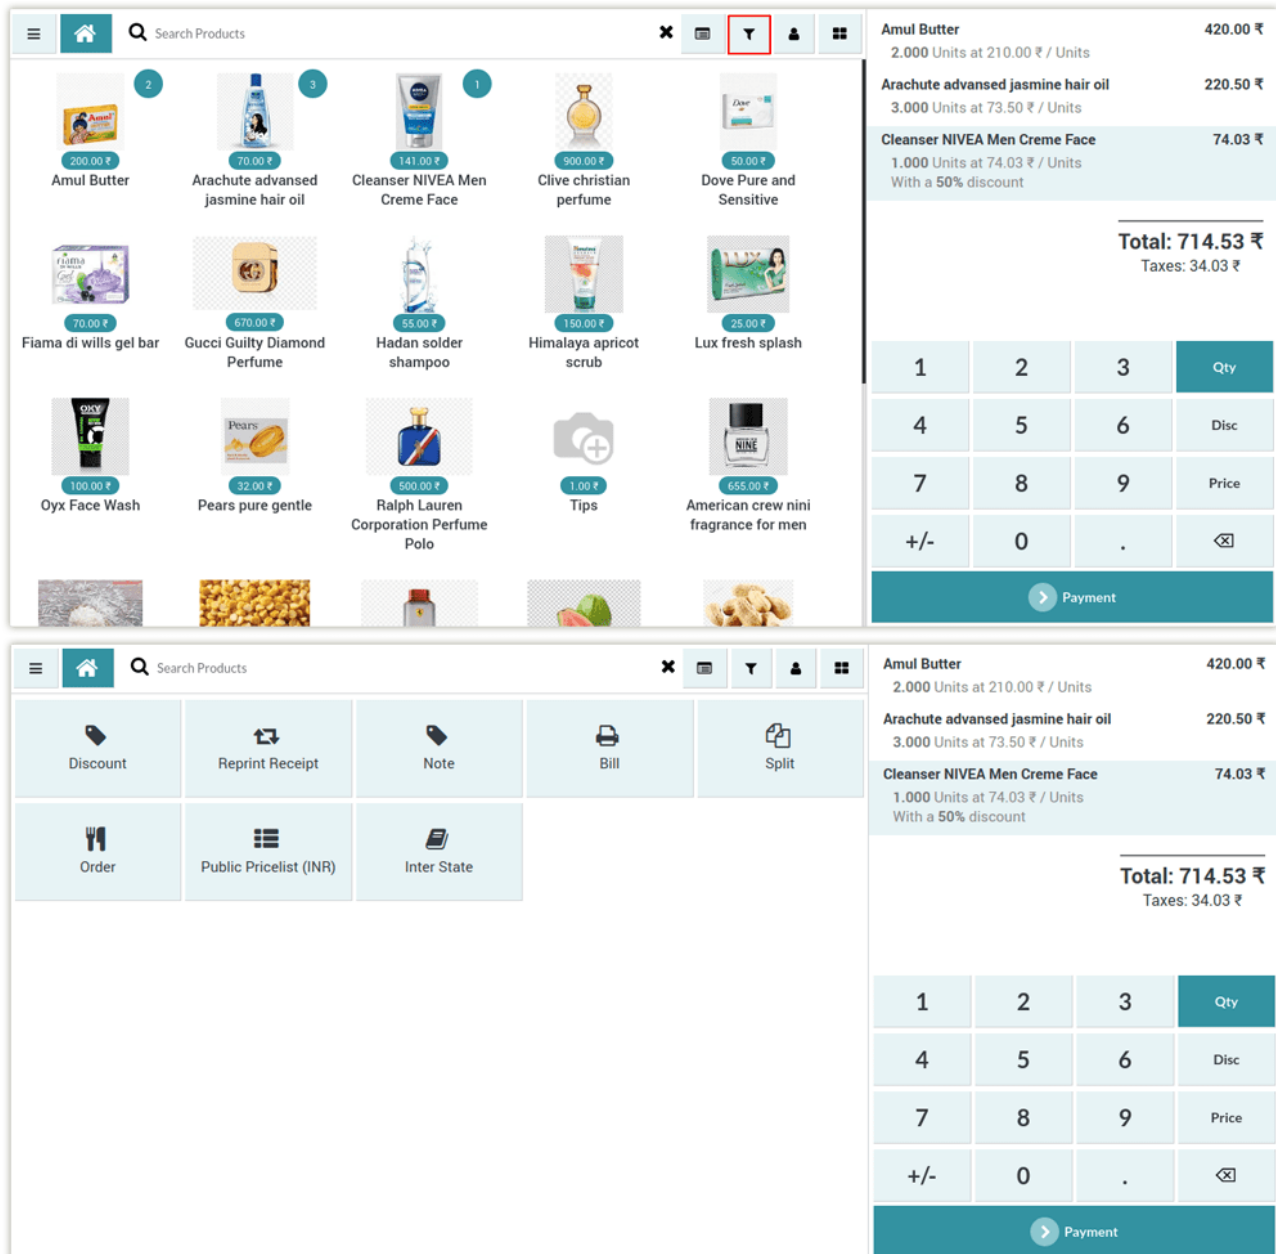 Search Products
2
3
1
Amul
NIVEA
Dove
200.00 ₹
70.00 ₹
141.00 ₹
900.00 ₹
50.00 ₹
Amul Butter
Arachute advansed
jasmine hair oil
Cleanser NIVEA Men
Creme Face
Clive christian
perfume
Dove Pure and
Sensitive
fiama
LUX
70.00 ₹
670.00 ₹
55.00 ₹
150.00 ₹
25.00 ₹
Fiama di wills gel bar
Gucci Guilty Diamond
Perfume
Hadan solder
shampoo
Himalaya apricot
scrub
Lux fresh splash
OXY
Pears
NINE
100.00 ₹
32.00 ₹
500.00 ₹
1.00 ₹
655.00 ₹
Oyx Face Wash
Pears pure gentle
Ralph Lauren
Corporation Perfume
Polo
Tips
American crew nini
fragrance for men
Amul Butter 420.00 ₹
2.000 Units at 210.00 ₹ / Units
Arachute advansed jasmine hair oil 220.50 ₹
3.000 Units at 73.50 ₹ / Units
Cleanser NIVEA Men Creme Face 74.03 ₹
1.000 Units at 74.03 ₹ / Units
With a 50% discount
Total: 714.53 ₹
Taxes: 34.03 ₹
1 2 3 Qty
4 5 6 Disc
7 8 9 Price
+/- 0 .
Payment
Search Products
Discount
Reprint Receipt
Note
Bill
Split
Order
Public Pricelist (INR)
Inter State
Amul Butter 420.00 ₹
2.000 Units at 210.00 ₹ / Units
Arachute advansed jasmine hair oil 220.50 ₹
3.000 Units at 73.50 ₹ / Units
Cleanser NIVEA Men Creme Face 74.03 ₹
1.000 Units at 74.03 ₹ / Units
With a 50% discount
Total: 714.53 ₹
Taxes: 34.03 ₹
1 2 3 Qty
4 5 6 Disc
7 8 9 Price
+/- 0 .
Payment